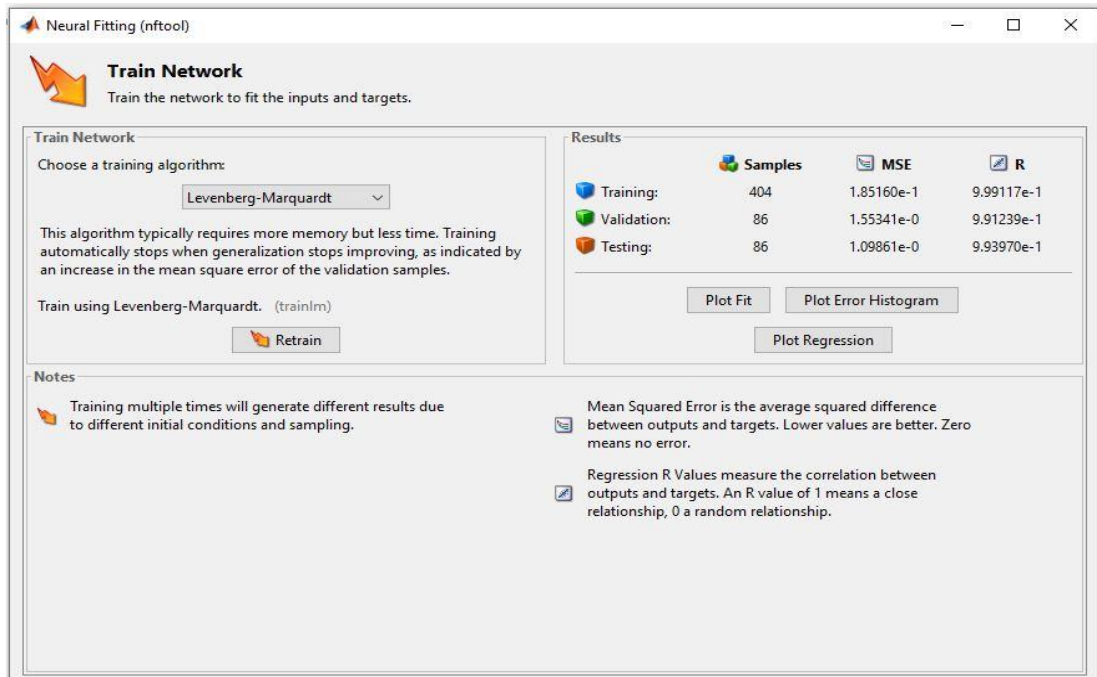 Neural Fitting (nftool)
Train Network
Train the network to fit the inputs and targets.
Train Network
Choose a training algorithm:
Levenberg-Marquardt
This algorithm typically requires more memory but less time. Training
automatically stops when generalization stops improving, as indicated by
an increase in the mean square error of the validation samples.
Train using Levenberg-Marquardt. (trainlm)
Retrain
Results
Samples MSE R
Training: 404 1.85160e-1 9.99117e-1
Validation: 86 1.55341e-0 9.91239e-1
Testing: 86 1.09861e-0 9.93970e-1
Plot Fit Plot Error Histogram
Plot Regression
Notes
Training multiple times will generate different results due
to different initial conditions and sampling.
Mean Squared Error is the average squared difference
between outputs and targets. Lower values are better. Zero
means no error.
Regression R Values measure the correlation between
outputs and targets. An R value of 1 means a close
relationship, 0 a random relationship.